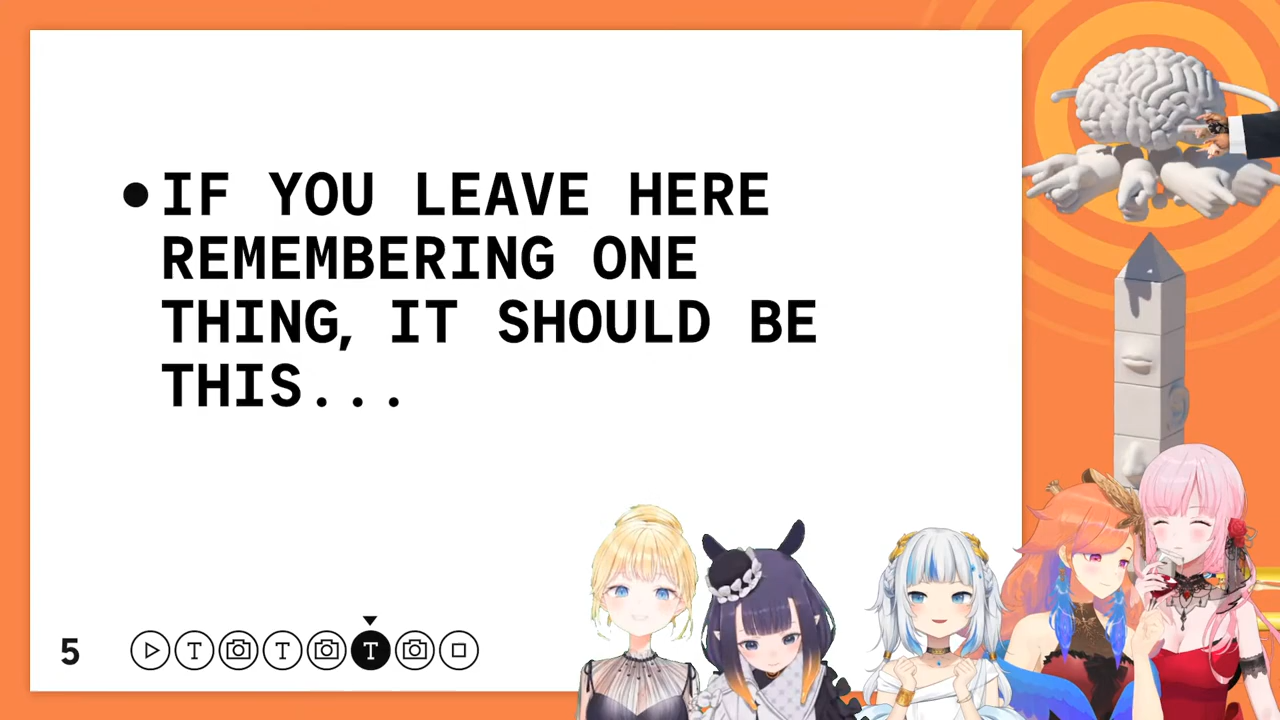 IF YOU LEAVE HERE
REMEMBERING ONE
THING, IT SHOULD BE
THIS...
5 T T T